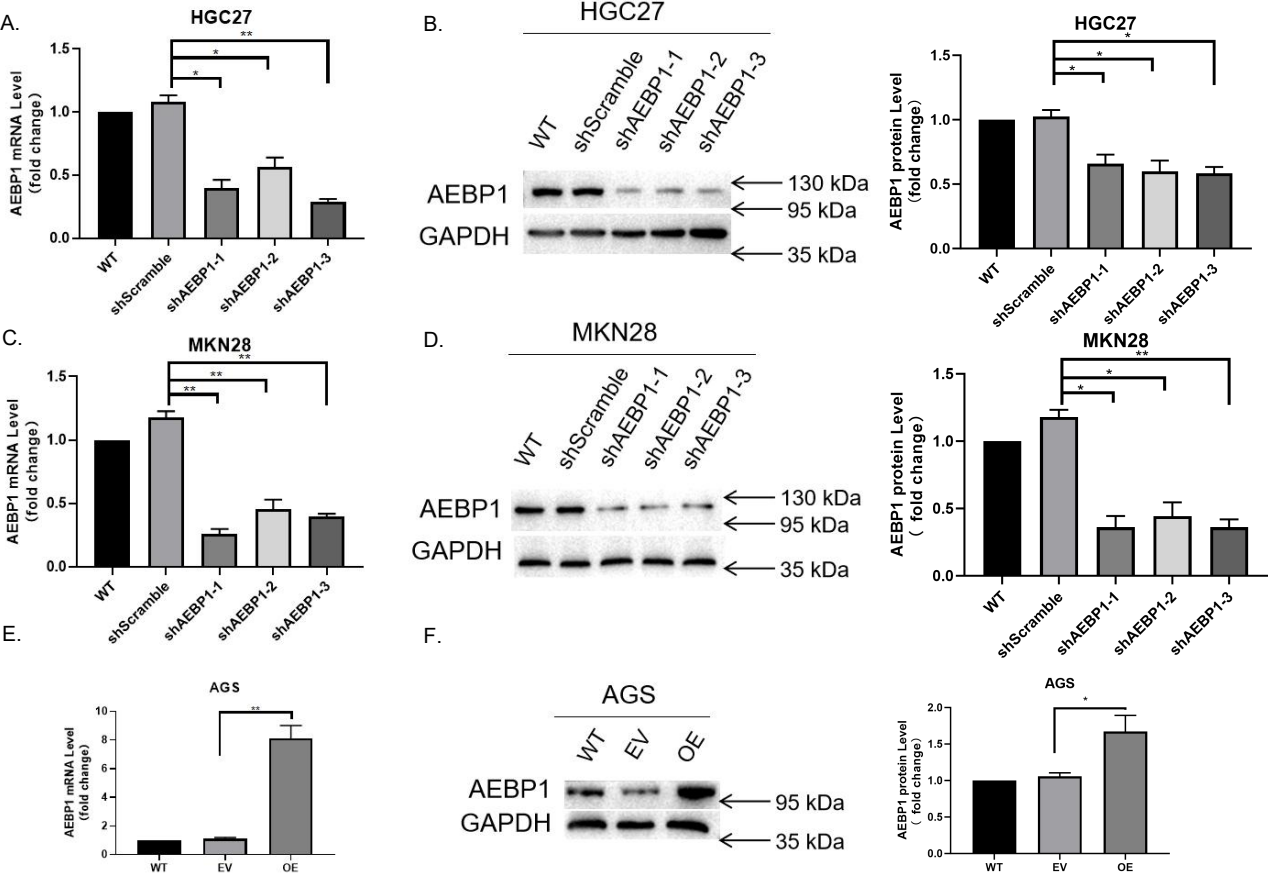 A.
HGC27
AEBP1 mRNA Level
(fold change)
1.5
1.0
0.5
0.0
**
*
*
WT
shScramble
shAEBP1-1
shAEBP1-2
shAEBP1-3
B.
HGC27
WT
shScramble
shAEBP1-1
shAEBP1-2
shAEBP1-3
AEBP1
GAPDH
130 kDa
95 kDa
35 kDa
HGC27
AEBP1 protein Level
(fold change)
1.5
1.0
0.5
0.0
*
*
*
WT
shScramble
shAEBP1-1
shAEBP1-2
shAEBP1-3
C.
MKN28
AEBP1 mRNA Level
(fold change)
1.5
1.0
0.5
0.0
**
**
**
WT
shScramble
shAEBP1-1
shAEBP1-2
shAEBP1-3
D.
MKN28
WT
shScramble
shAEBP1-1
shAEBP1-2
shAEBP1-3
AEBP1
GAPDH
130 kDa
95 kDa
35 kDa
MKN28
AEBP1 protein Level
( fold change)
1.5
1.0
0.5
0.0
**
*
*
WT
shScramble
shAEBP1-1
shAEBP1-2
shAEBP1-3
E.
AGS
AEBP1 mRNA Level
(fold change)
10
8
6
4
2
0
**
WT
EV
OE
F.
AGS
WT
EV
OE
AEBP1
GAPDH
95 kDa
35 kDa
AGS
AEBP1 protein Level
( fold change)
2.0
1.5
1.0
0.5
0.0
*
WT
EV
OE